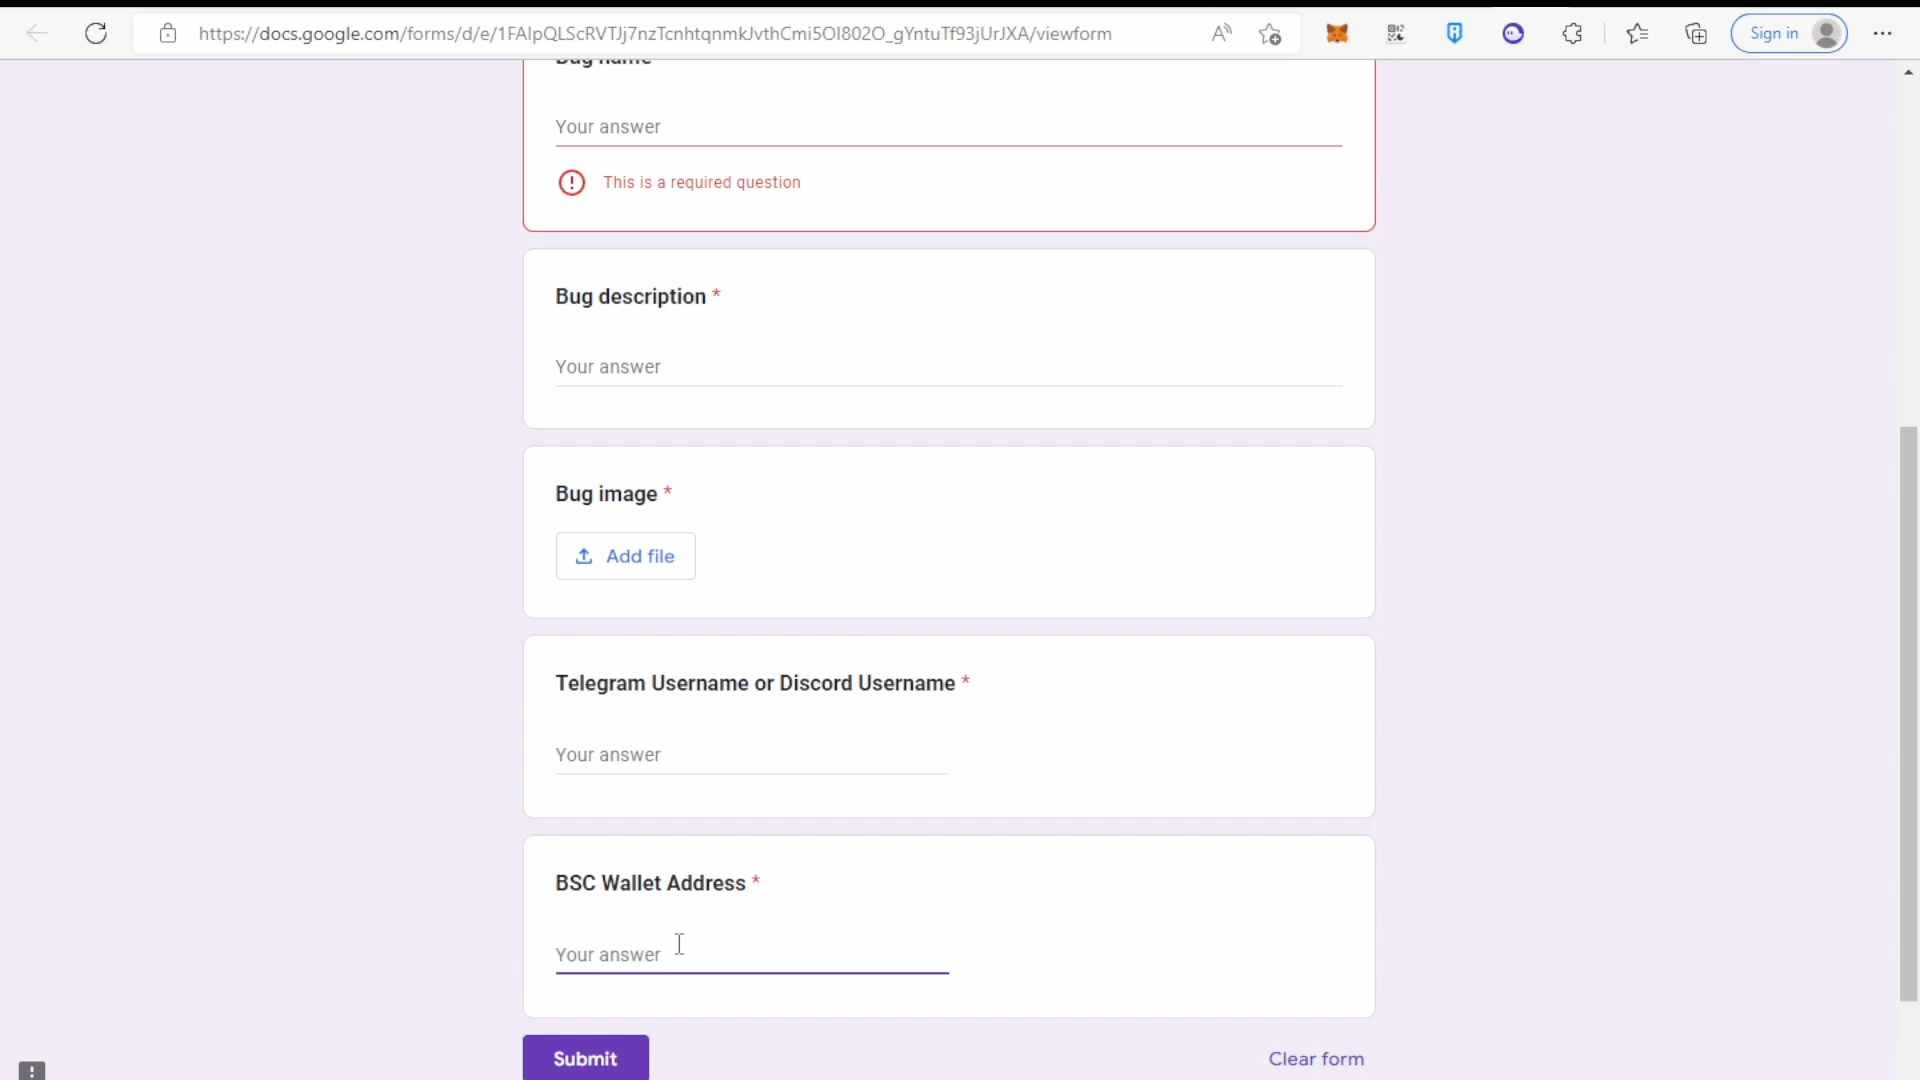 https://docs.google.com/forms/d/e/1FAIpQLScRVTJj7nzTcnhtqnmkJvthCmi5OI802O_gYntuTf93jUrJXA/viewform
Sign in
Bug name
Your answer
This is a required question
Bug description *
Your answer
Bug image *
Add file
Telegram Username or Discord Username *
Your answer
BSC Wallet Address *
Your answer
Submit
Clear form